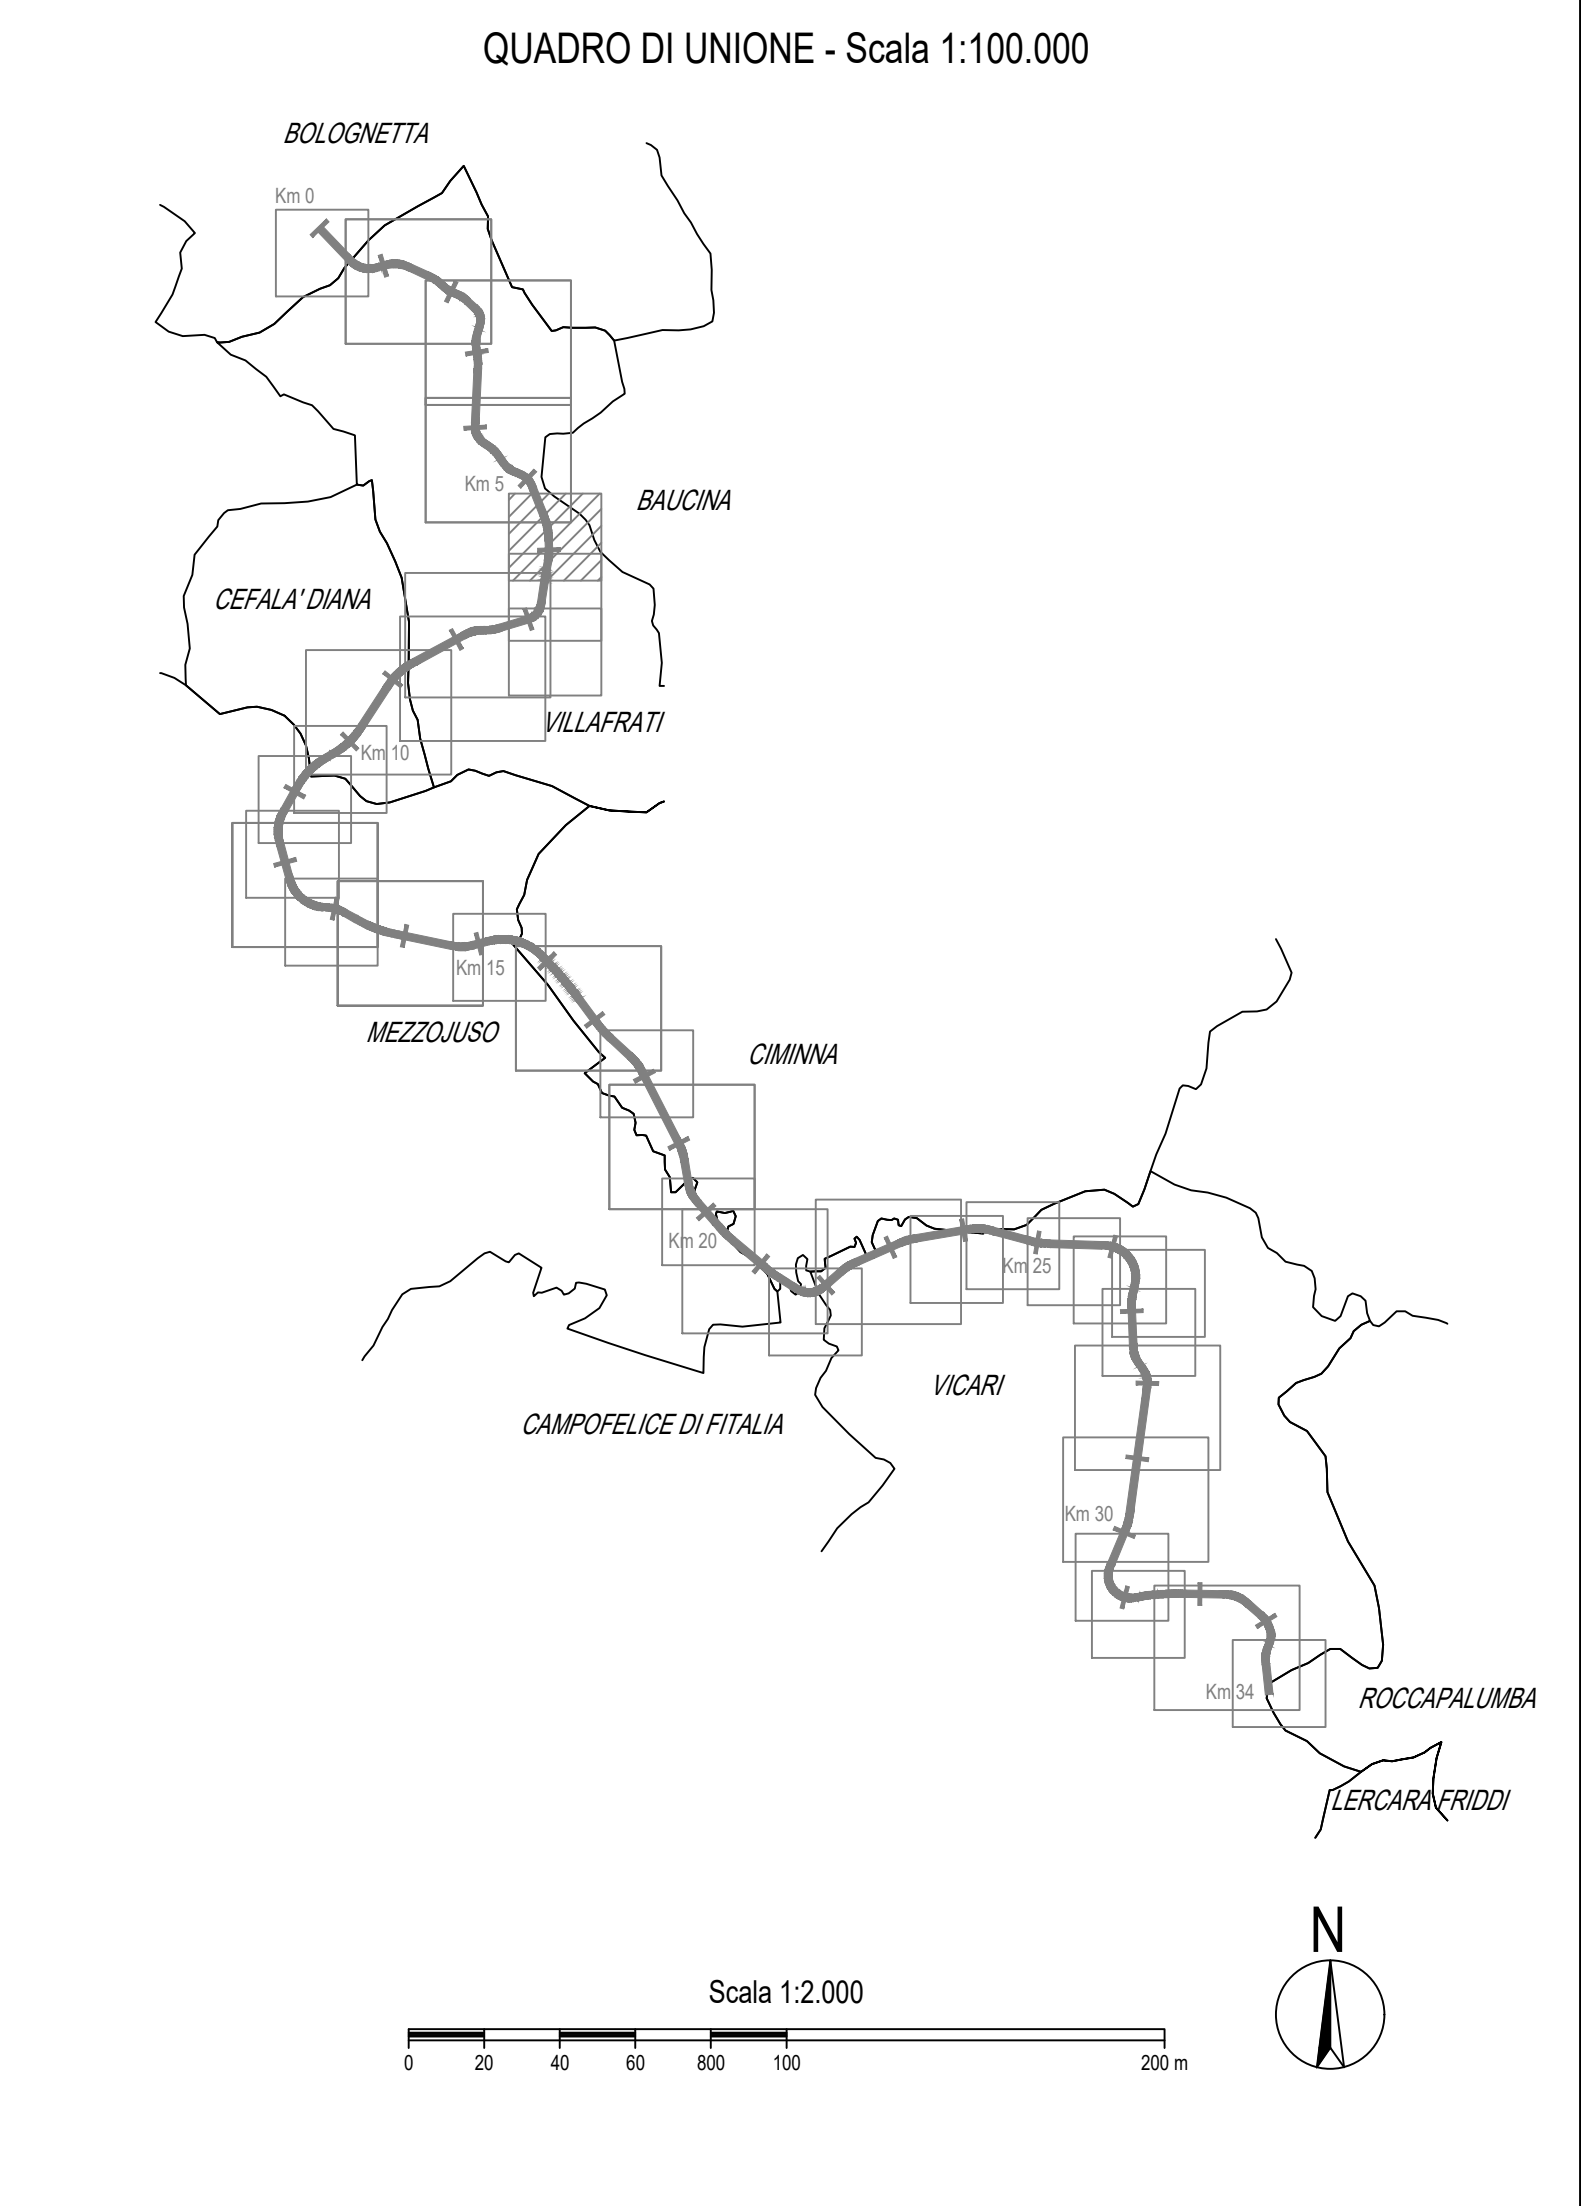 QUADRO DI UNIONE - Scala 1:100.000
BOLOGNETTA
Km 0
Km 5
BAUCINA
CEFALA' DIANA
VILLAFRATI
Km 10
Km 15
MEZZOJUSO
CIMINNA
Km 20
Km 25
VICARI
CAMPOFELICE DI FITALIA
Km 30
Km 34
ROCCAPALUMBA
LERCARA FRIDDI
N
Scala 1:2.000
0 20 40 60 800 100 200 m